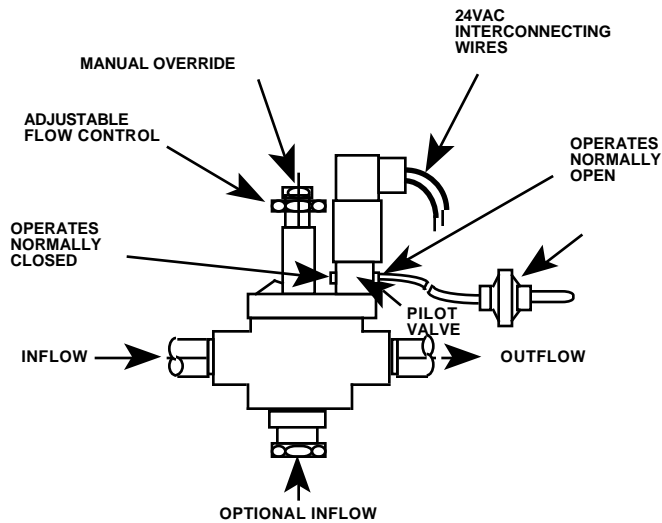 24VAC
INTERCONNECTING
WIRES
MANUAL OVERRIDE
ADJUSTABLE
FLOW CONTROL
OPERATES
NORMALLY
OPEN
OPERATES
NORMALLY
CLOSED
PILOT
VALVE
INFLOW
OUTFLOW
OPTIONAL INFLOW